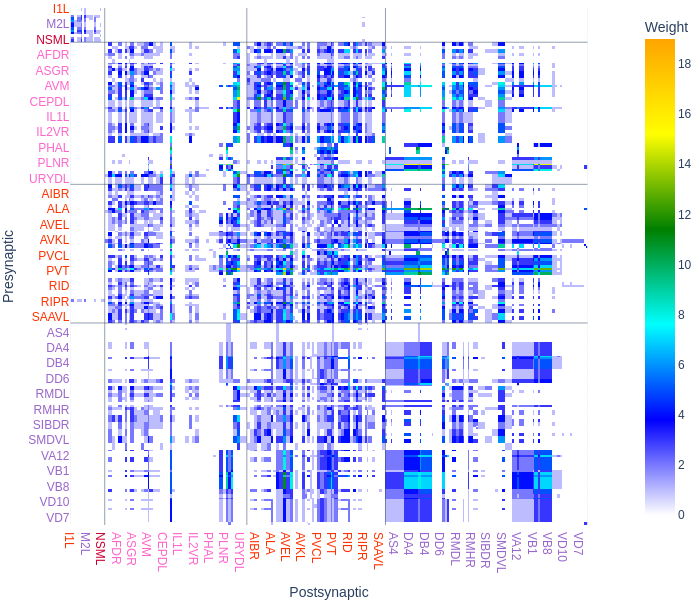 Weight
I1L
M2L
NSML
AFDR
ASGR
AVM
CEPDL
IL1L
IL2VR
PHAL
PLNR
URYDL
AIBR
ALA
AVEL
AVKL
PVCL
PVT
RID
RIPR
SAAVL
AS4
DA4
DB4
DD6
RMDL
RMHR
SIBDR
SMDVL
VA12
VB1
VB8
VD10
VD7
Presynaptic
18
16
14
12
10
8
6
4
2
0
I1L M2L NSML AFDR ASGR AVM CEPDL IL1L IL2VR PHAL PLNR URYDL AIBR ALA AVEL AVKL PVCL PVT RID RIPR SAAVL AS4 DA4 DB4 DD6 RMDL RMHR SIBDR SMDVL VA12 VB1 VB8 VD10 VD7
Postsynaptic